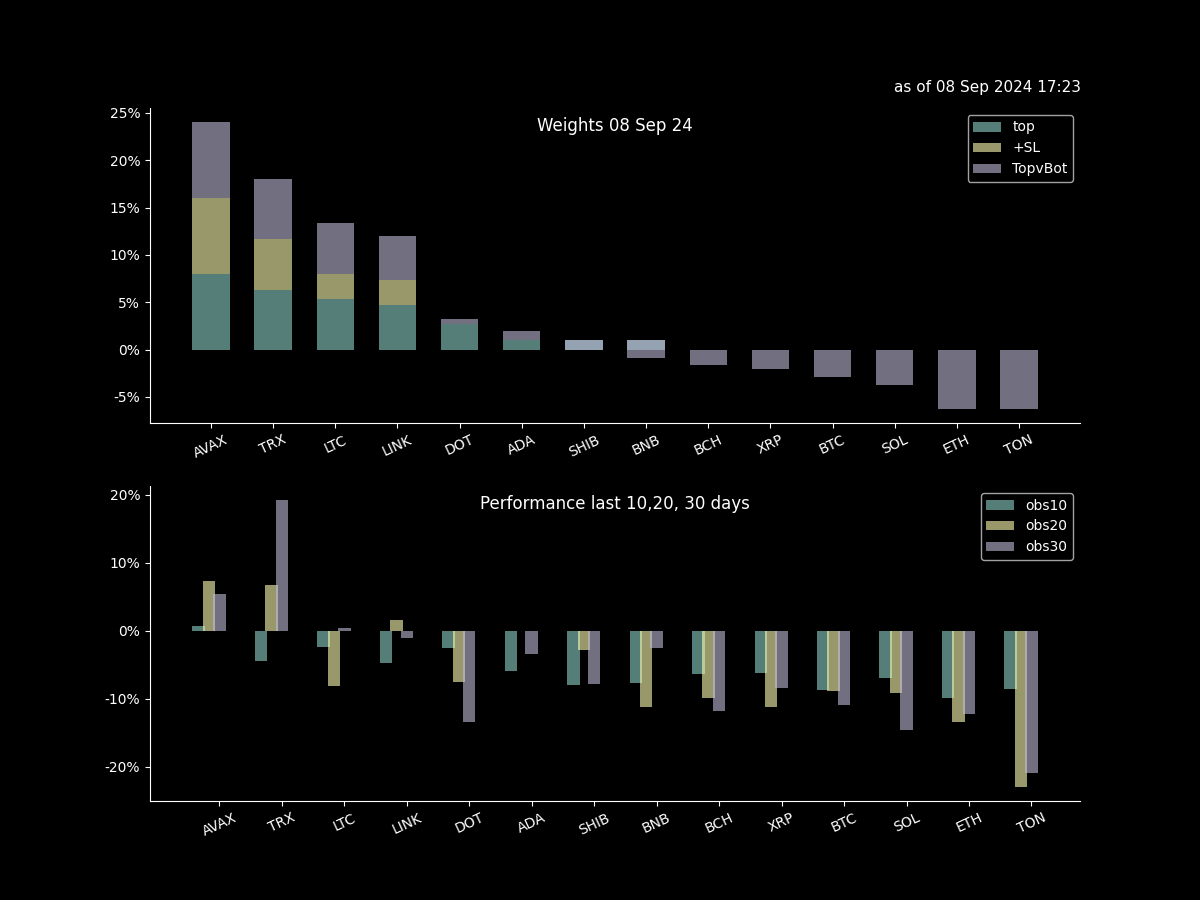 as of 08 Sep 2024 17:23
Weights 08 Sep 24
top
+SL
TopvBot
25%
20%
15%
10%
5%
0%
-5%
AVAX TRX LTC LINK DOT ADA SHIB BNB BCH XRP BTC SOL ETH TON
Performance last 10,20, 30 days
obs10
obs20
obs30
20%
10%
0%
-10%
-20%
AVAX TRX LTC LINK DOT ADA SHIB BNB BCH XRP BTC SOL ETH TON